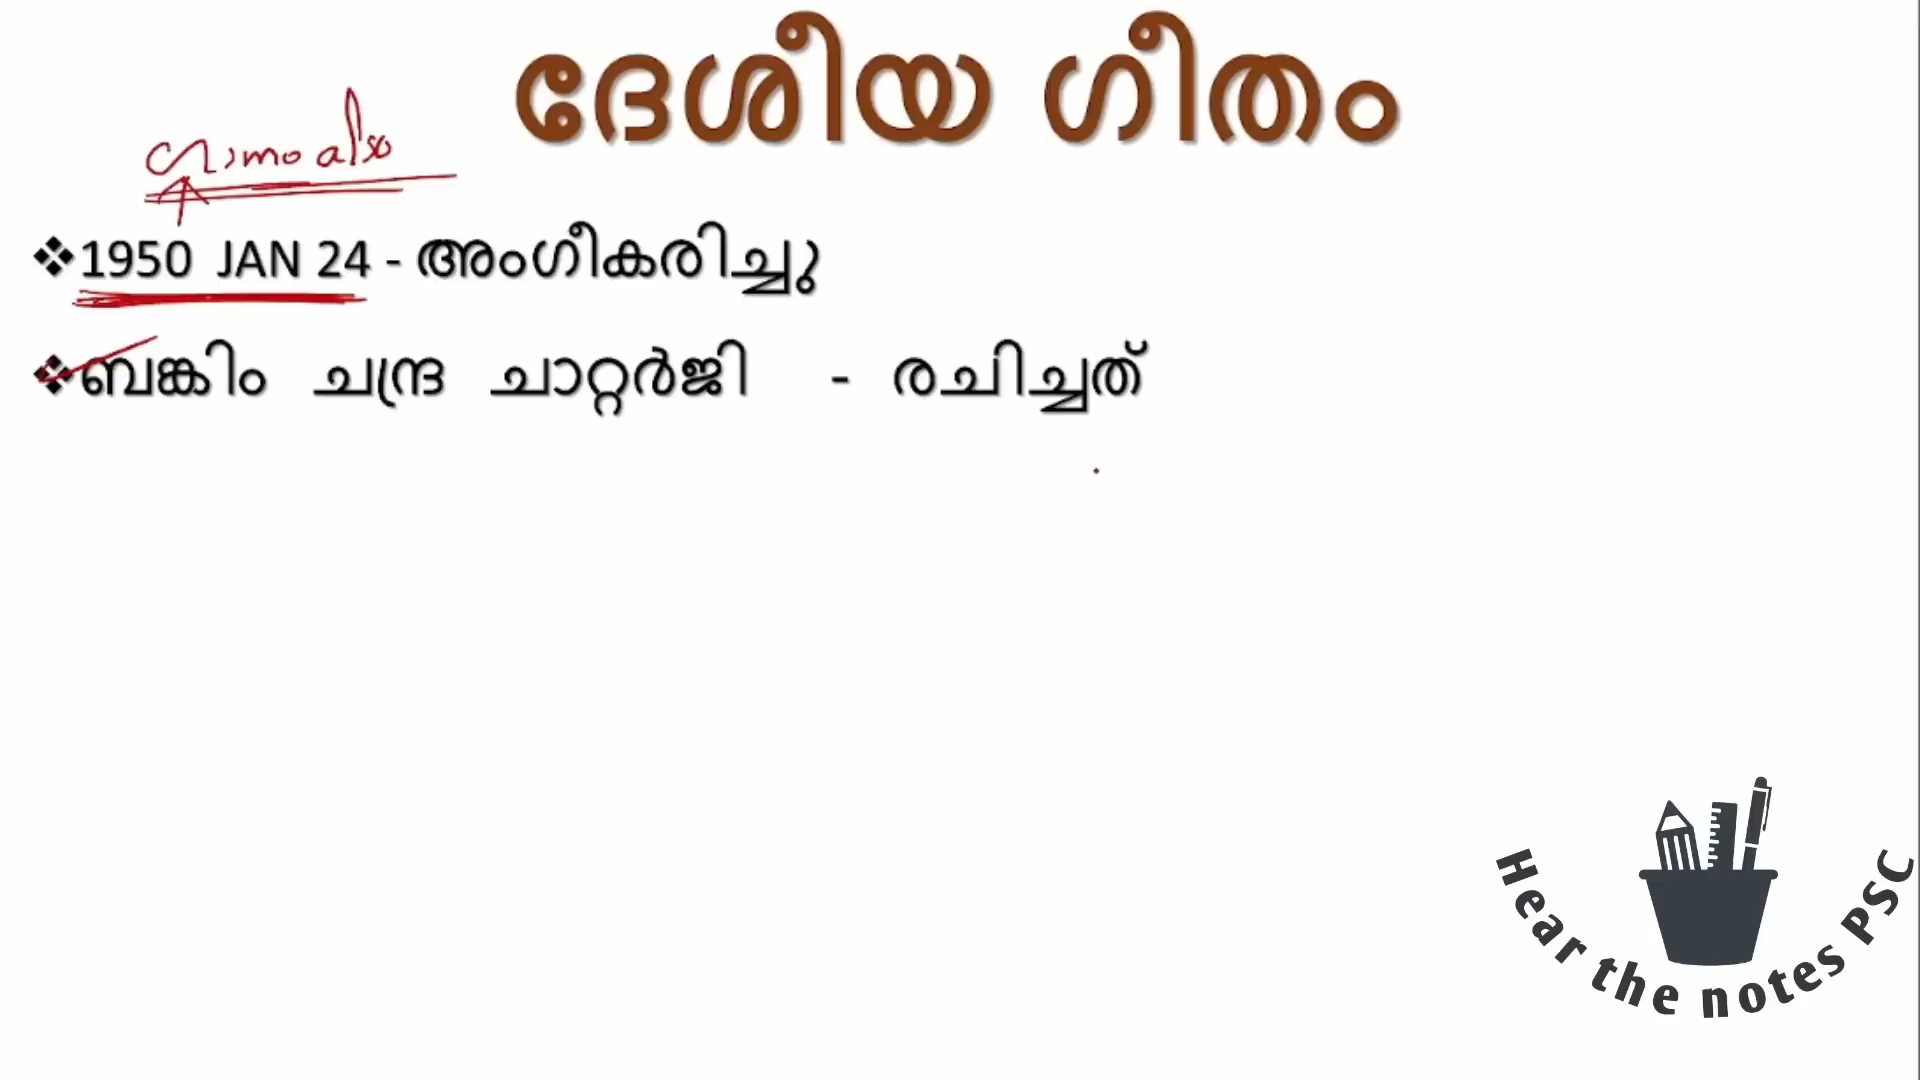 ദേശീയ ഗീതം
❖1950 JAN 24 - അംഗീകരിച്ചു
❖ബങ്കിം ചന്ദ്ര ചാറ്റർജി - രചിച്ചത്
Hear the notes PSC